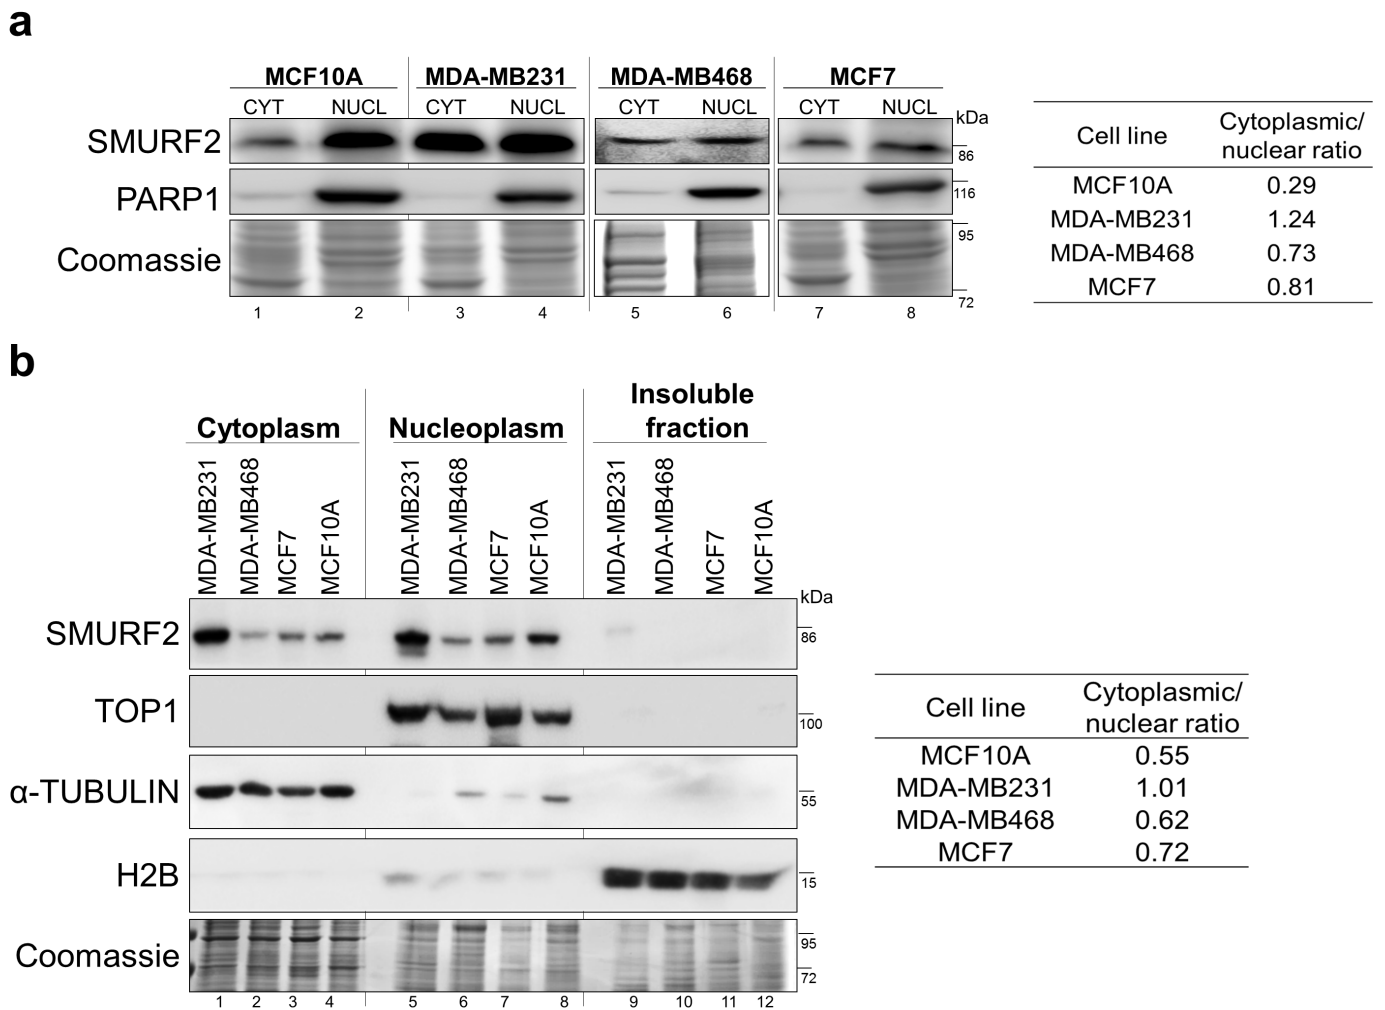 a
MCF10A MDA-MB231 MDA-MB468 MCF7
CYT NUCL CYT NUCL CYT NUCL CYT NUCL
kDa
SMURF2
86
PARP1
116
Coomassie
95
72
1 2 3 4 5 6 7 8
Cell line Cytoplasmic/
nuclear ratio
MCF10A 0.29
MDA-MB231 1.24
MDA-MB468 0.73
MCF7 0.81
b
Cytoplasm Nucleoplasm Insoluble
fraction
MDA-MB231 MDA-MB468 MCF7 MCF10A MDA-MB231 MDA-MB468 MCF7 MCF10A MDA-MB231 MDA-MB468 MCF7 MCF10A
kDa
SMURF2 86
TOP1 100
α-TUBULIN 55
H2B 15
Coomassie 95
72
1 2 3 4 5 6 7 8 9 10 11 12
Cell line Cytoplasmic/
nuclear ratio
MCF10A 0.55
MDA-MB231 1.01
MDA-MB468 0.62
MCF7 0.72